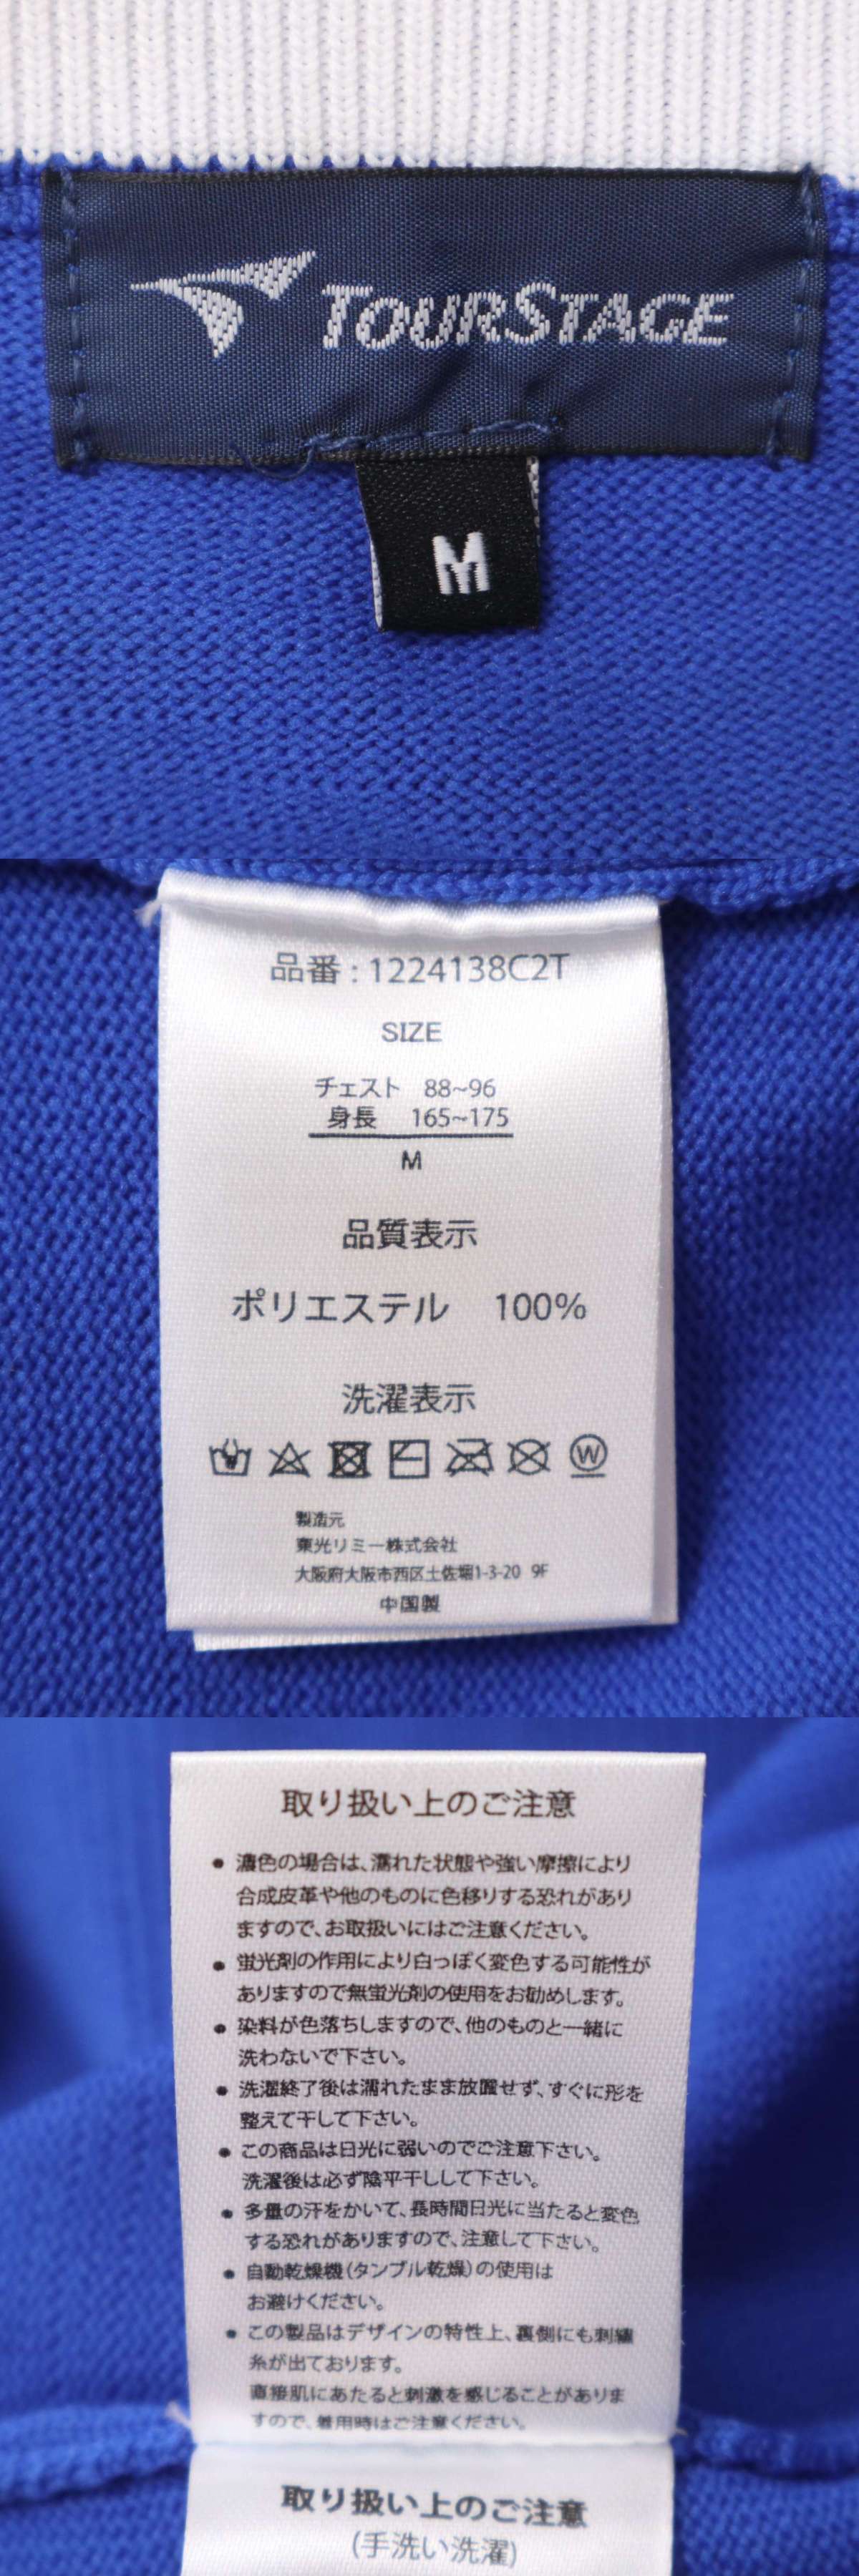 TOURSTAGE
M
品番：1224138C2T
SIZE
チェスト 88~96
身長 165~175
M
品質表示
ポリエステル 100%
洗濯表示
W
製造元
東光リミー株式会社
大阪府大阪市西区土佐堀1-3-20 9F
中国製
取り扱い上のご注意
● 濃色の場合は、濡れた状態や強い摩擦により
合成皮革や他のものに色移りする恐れがあり
ますので、お取扱いにはご注意ください。
● 蛍光剤の作用により白っぽく変色する可能性が
ありますので無蛍光剤の使用をお勧めします。
● 染料が色落ちしますので、他のものと一緒に
洗わないで下さい。
● 洗濯終了後は濡れたまま放置せず、すぐに形を
整えて干して下さい。
● この商品は日光に弱いのでご注意下さい。
洗濯後は必ず陰平干しして下さい。
● 多量の汗をかいて、長時間日光に当たると変色
する恐れがありますので、注意して下さい。
● 自動乾燥機(タンブル乾燥)の使用は
お避けください。
● この製品はデザインの特性上、裏側にも刺繍
糸が出ております。
直接肌にあたると刺激を感じることがありま
すので、着用時はご注意ください。
取り扱い上のご注意
(手洗い洗濯)